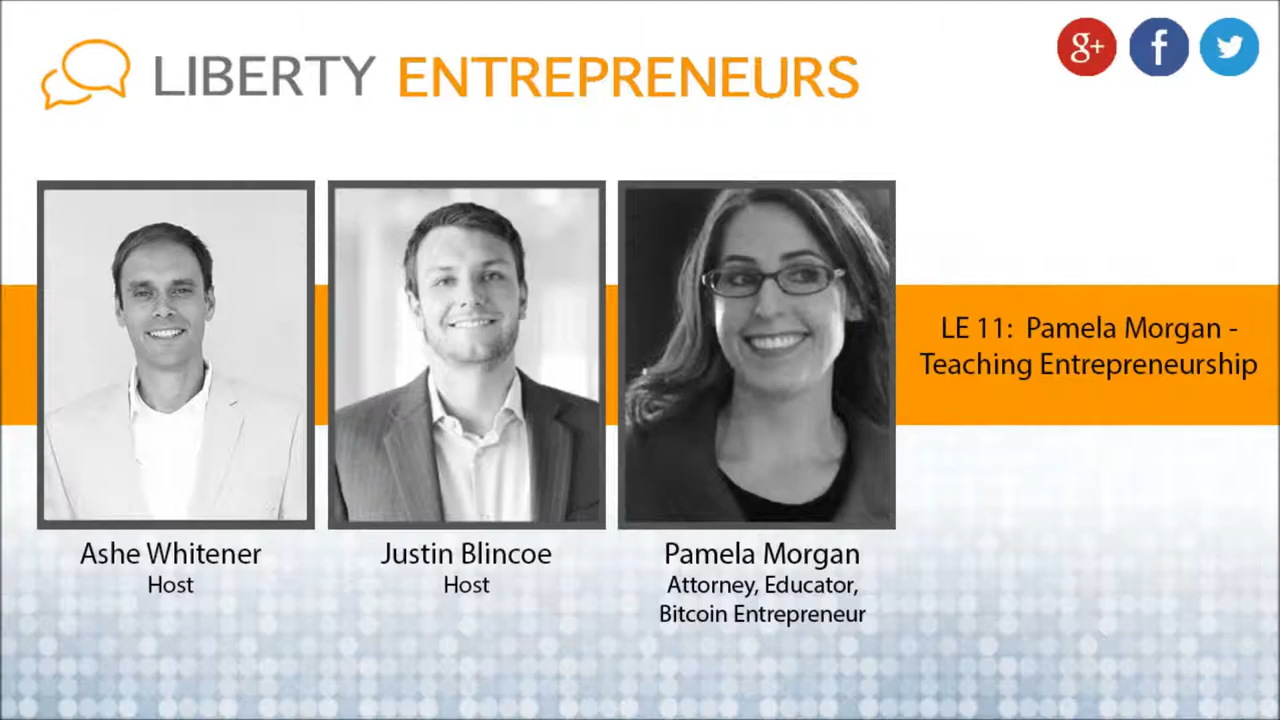 LIBERTY ENTREPRENEURS
g+
f
LE 11: Pamela Morgan -
Teaching Entrepreneurship
Ashe Whitener
Host
Justin Blincoe
Host
Pamela Morgan
Attorney, Educator,
Bitcoin Entrepreneur